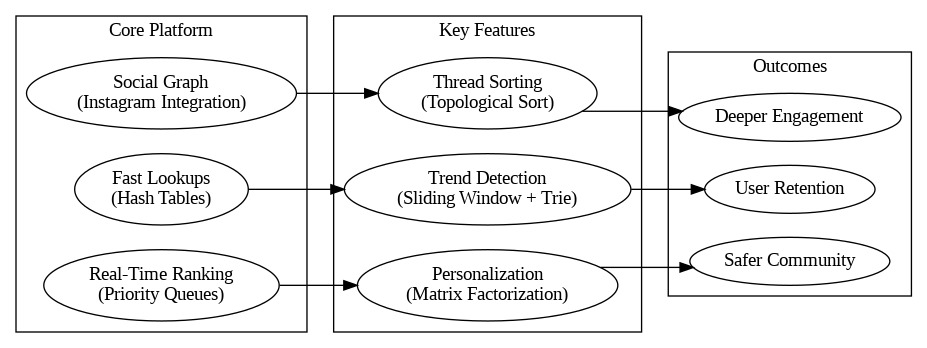 Core Platform
Social Graph
(Instagram Integration)
Fast Lookups
(Hash Tables)
Real-Time Ranking
(Priority Queues)
Key Features
Thread Sorting
(Topological Sort)
Trend Detection
(Sliding Window + Trie)
Personalization
(Matrix Factorization)
Outcomes
Deeper Engagement
User Retention
Safer Community